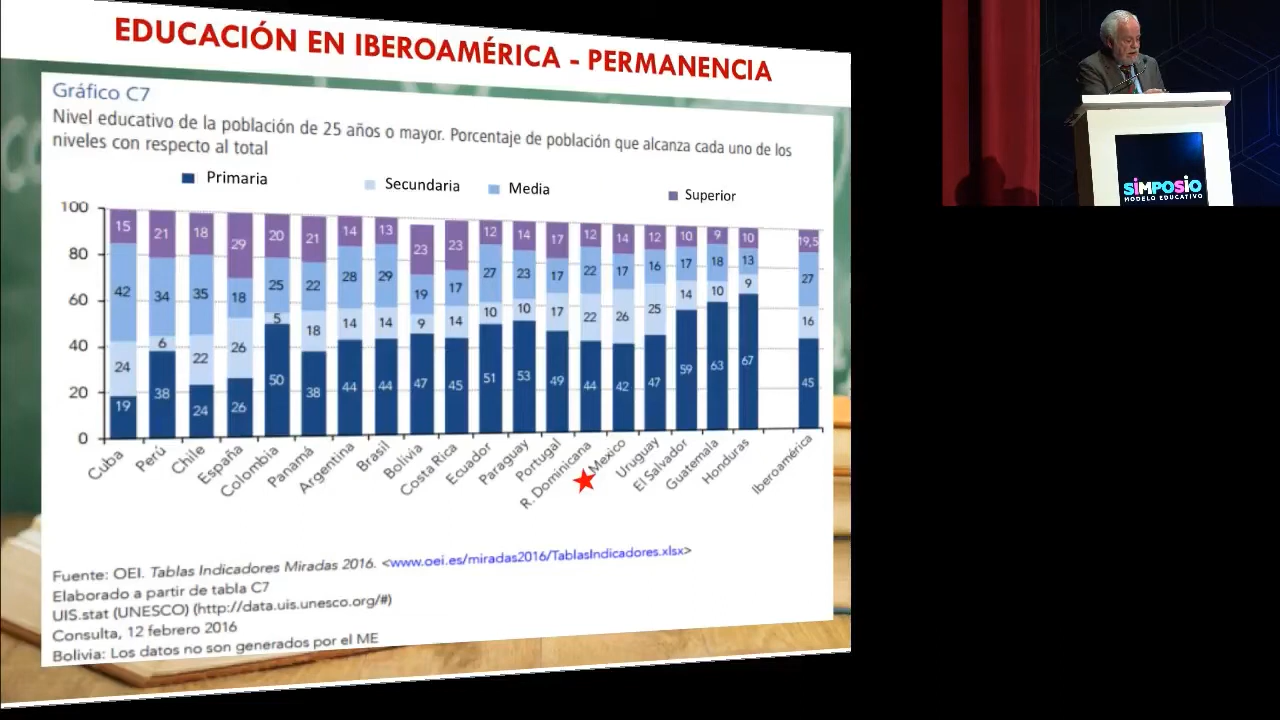 EDUCACIÓN EN IBEROAMÉRICA - PERMANENCIA
Gráfico C7
Nivel educativo de la población de 25 años o mayor. Porcentaje de población que alcanza cada uno de los
niveles con respecto al total
Primaria Secundaria Media Superior
100
80
60
40
20
0
15 21 18 29 20 21 14 13 23 23 12 14 17 12 14 12 10 9 10 19,5
42 34 35 18 25 22 28 29 19 17 27 23 17 22 17 16 17 18 13 27
24 6 22 26 5 18 14 14 9 14 10 10 17 22 26 25 14 10 9 16
19 38 24 26 50 38 44 44 47 45 51 53 49 44 42 47 59 63 67 45
Cuba Perú Chile España Colombia Panamá Argentina Brasil Bolivia Costa Rica Ecuador Paraguay Portugal R. Dominicana Mexico Uruguay El Salvador Guatemala Honduras Iberoamérica
Fuente: OEI. Tablas Indicadores Miradas 2016. <www.oei.es/miradas2016/TablasIndicadores.xlsx>
Elaborado a partir de tabla C7
UIS.stat (UNESCO) (http://data.uis.unesco.org/#)
Consulta, 12 febrero 2016
Bolivia: Los datos no son generados por el ME
SiMPOSiO
MODELO EDUCATIVO